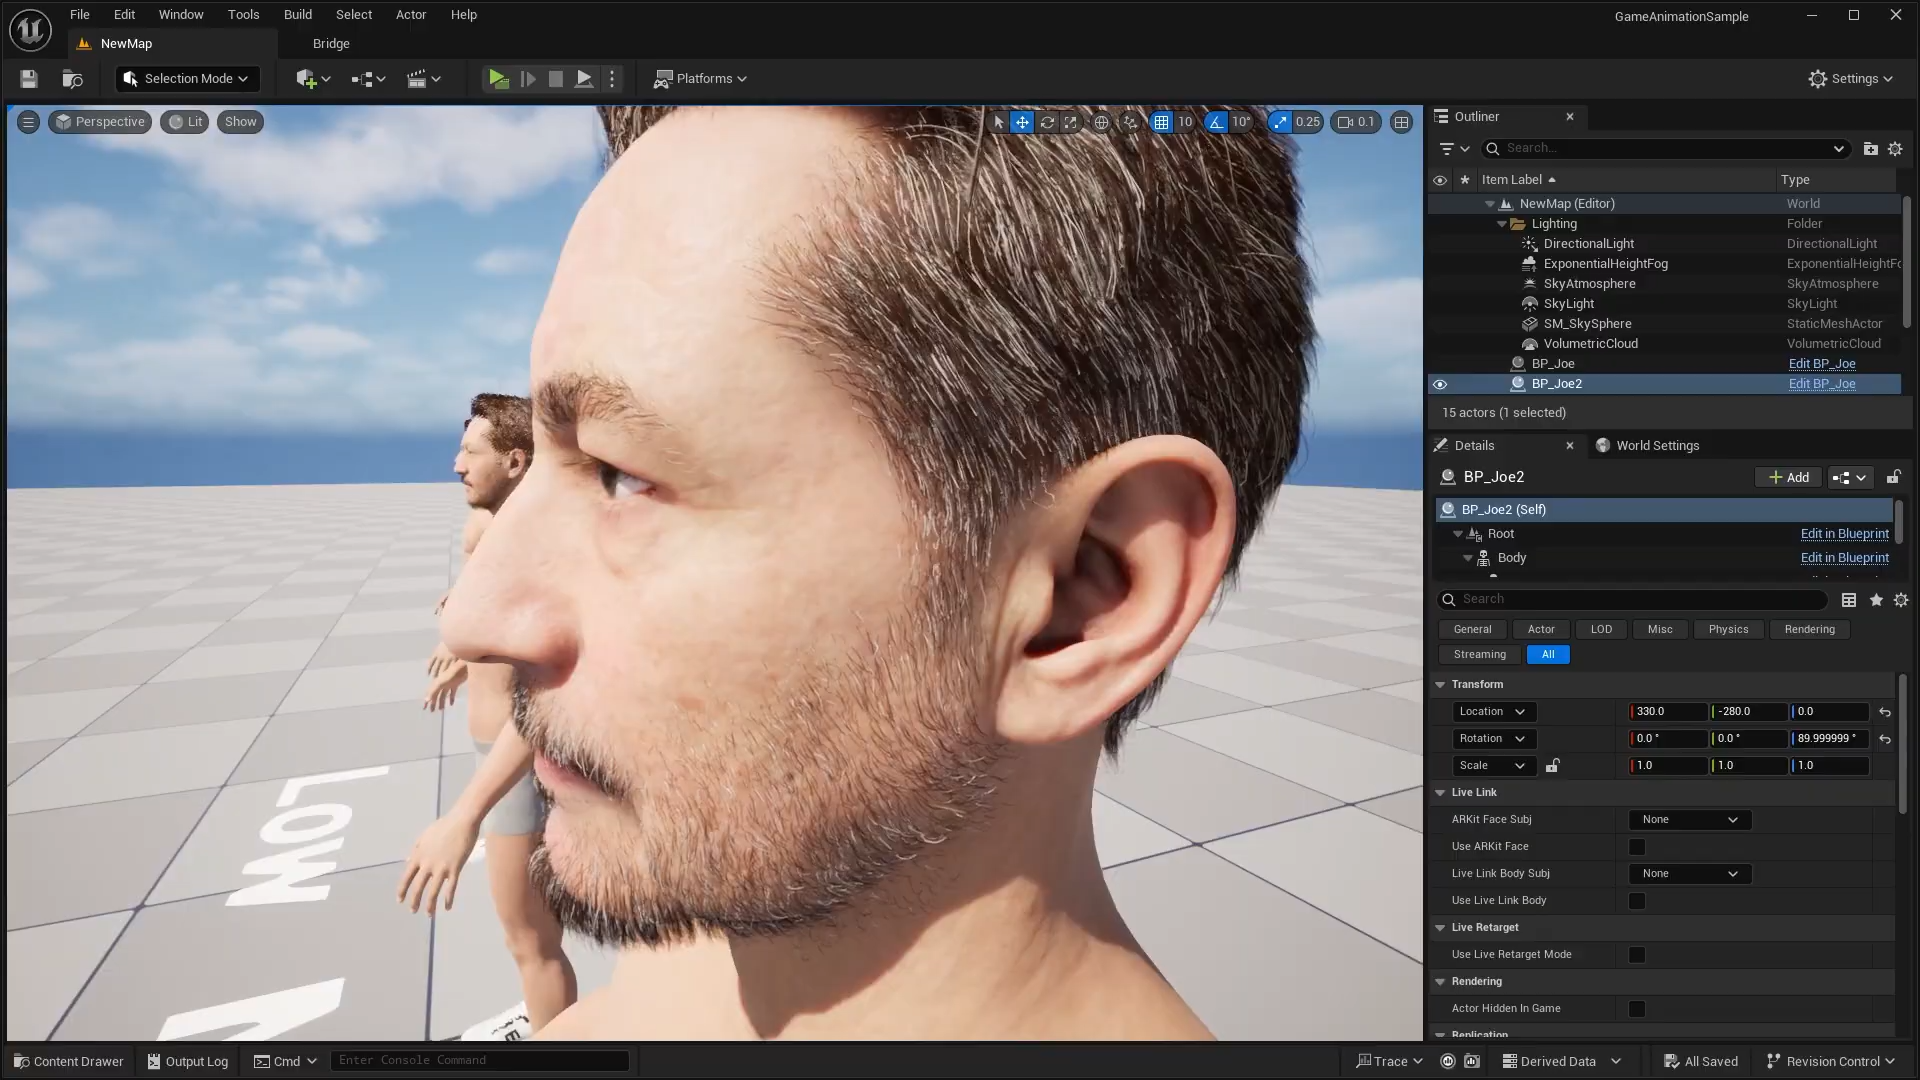 File Edit Window Tools Build Select Actor Help
GameAnimationSample
NewMap
Bridge
Selection Mode
Platforms
Settings
Perspective Lit Show
10 10° 0.25 0.1
Outliner
Search...
Item Label Type
NewMap (Editor) World
Lighting Folder
DirectionalLight DirectionalLight
ExponentialHeightFog ExponentialHeightFo
SkyAtmosphere SkyAtmosphere
SkyLight SkyLight
SM_SkySphere StaticMeshActor
VolumetricCloud VolumetricCloud
BP_Joe Edit BP_Joe
BP_Joe2 Edit BP_Joe
15 actors (1 selected)
Details World Settings
BP_Joe2
Add
BP_Joe2 (Self)
Root Edit in Blueprint
Body Edit in Blueprint
Search
General Actor LOD Misc Physics Rendering
Streaming All
Transform
Location 330.0 -280.0 0.0
Rotation 0.0 ° 0.0 ° 89.999999 °
Scale 1.0 1.0 1.0
Live Link
ARKit Face Subj None
Use ARKit Face
Live Link Body Subj None
Use Live Link Body
Live Retarget
Use Live Retarget Mode
Rendering
Actor Hidden In Game
Replication
Content Drawer Output Log Cmd Enter Console Command
Trace Derived Data All Saved Revision Control